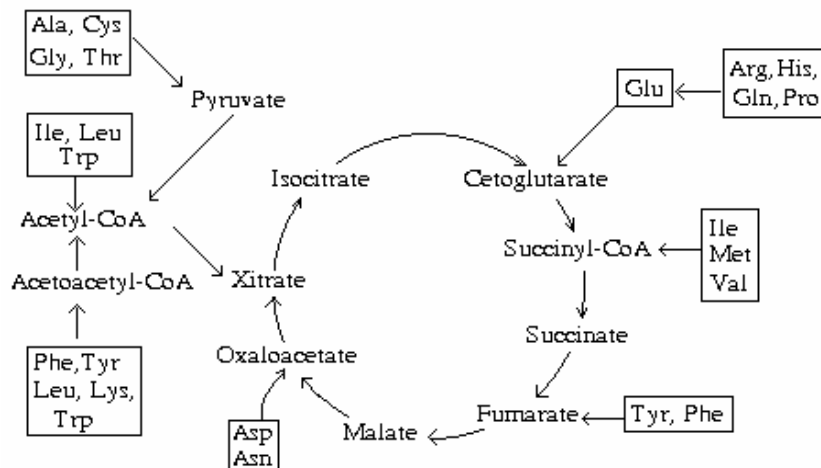 Ala, Cys
Gly, Thr
Pyruvate
Ile, Leu
Trp
Acetyl-CoA
Acetoacetyl-CoA
Phe,Tyr
Leu, Lys,
Trp
Isocitrate
Xitrate
Oxaloacetate
Asp
Asn
Malate
Fumarate
Tyr, Phe
Succinate
Succinyl-CoA
Ile
Met
Val
Cetoglutarate
Glu
Arg,His,
Gln,Pro